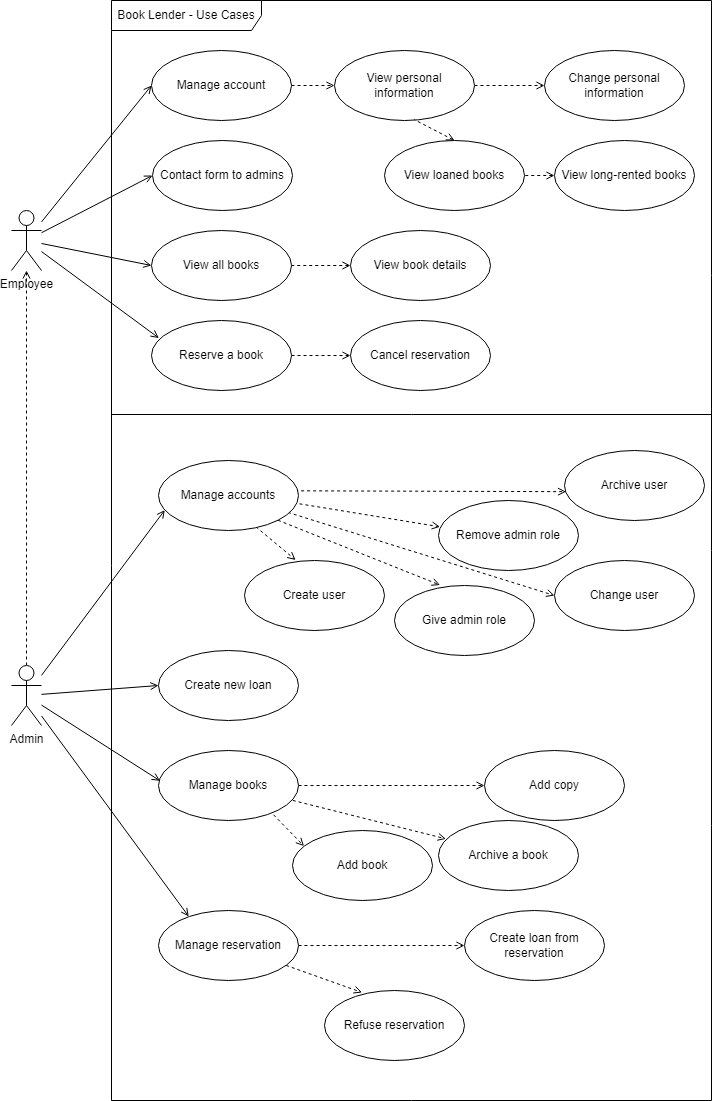 Book Lender - Use Cases
Manage account
View personal
information
Change personal
information
Contact form to admins
View loaned books
View long-rented books
Employee
View all books
View book details
Reserve a book
Cancel reservation
Manage accounts
Archive user
Remove admin role
Create user
Give admin role
Change user
Admin
Create new loan
Manage books
Add copy
Add book
Archive a book
Manage reservation
Create loan from
reservation
Refuse reservation